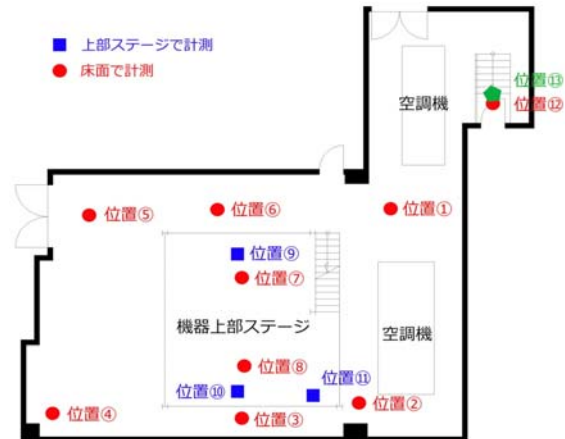 上部ステージで計測
床面で計測
位置⑬
空調機
位置⑫
位置⑤
位置⑥
位置①
位置⑨
位置⑦
機器上部ステージ
空調機
位置⑧
位置⑪
位置⑩
位置②
位置④
位置③